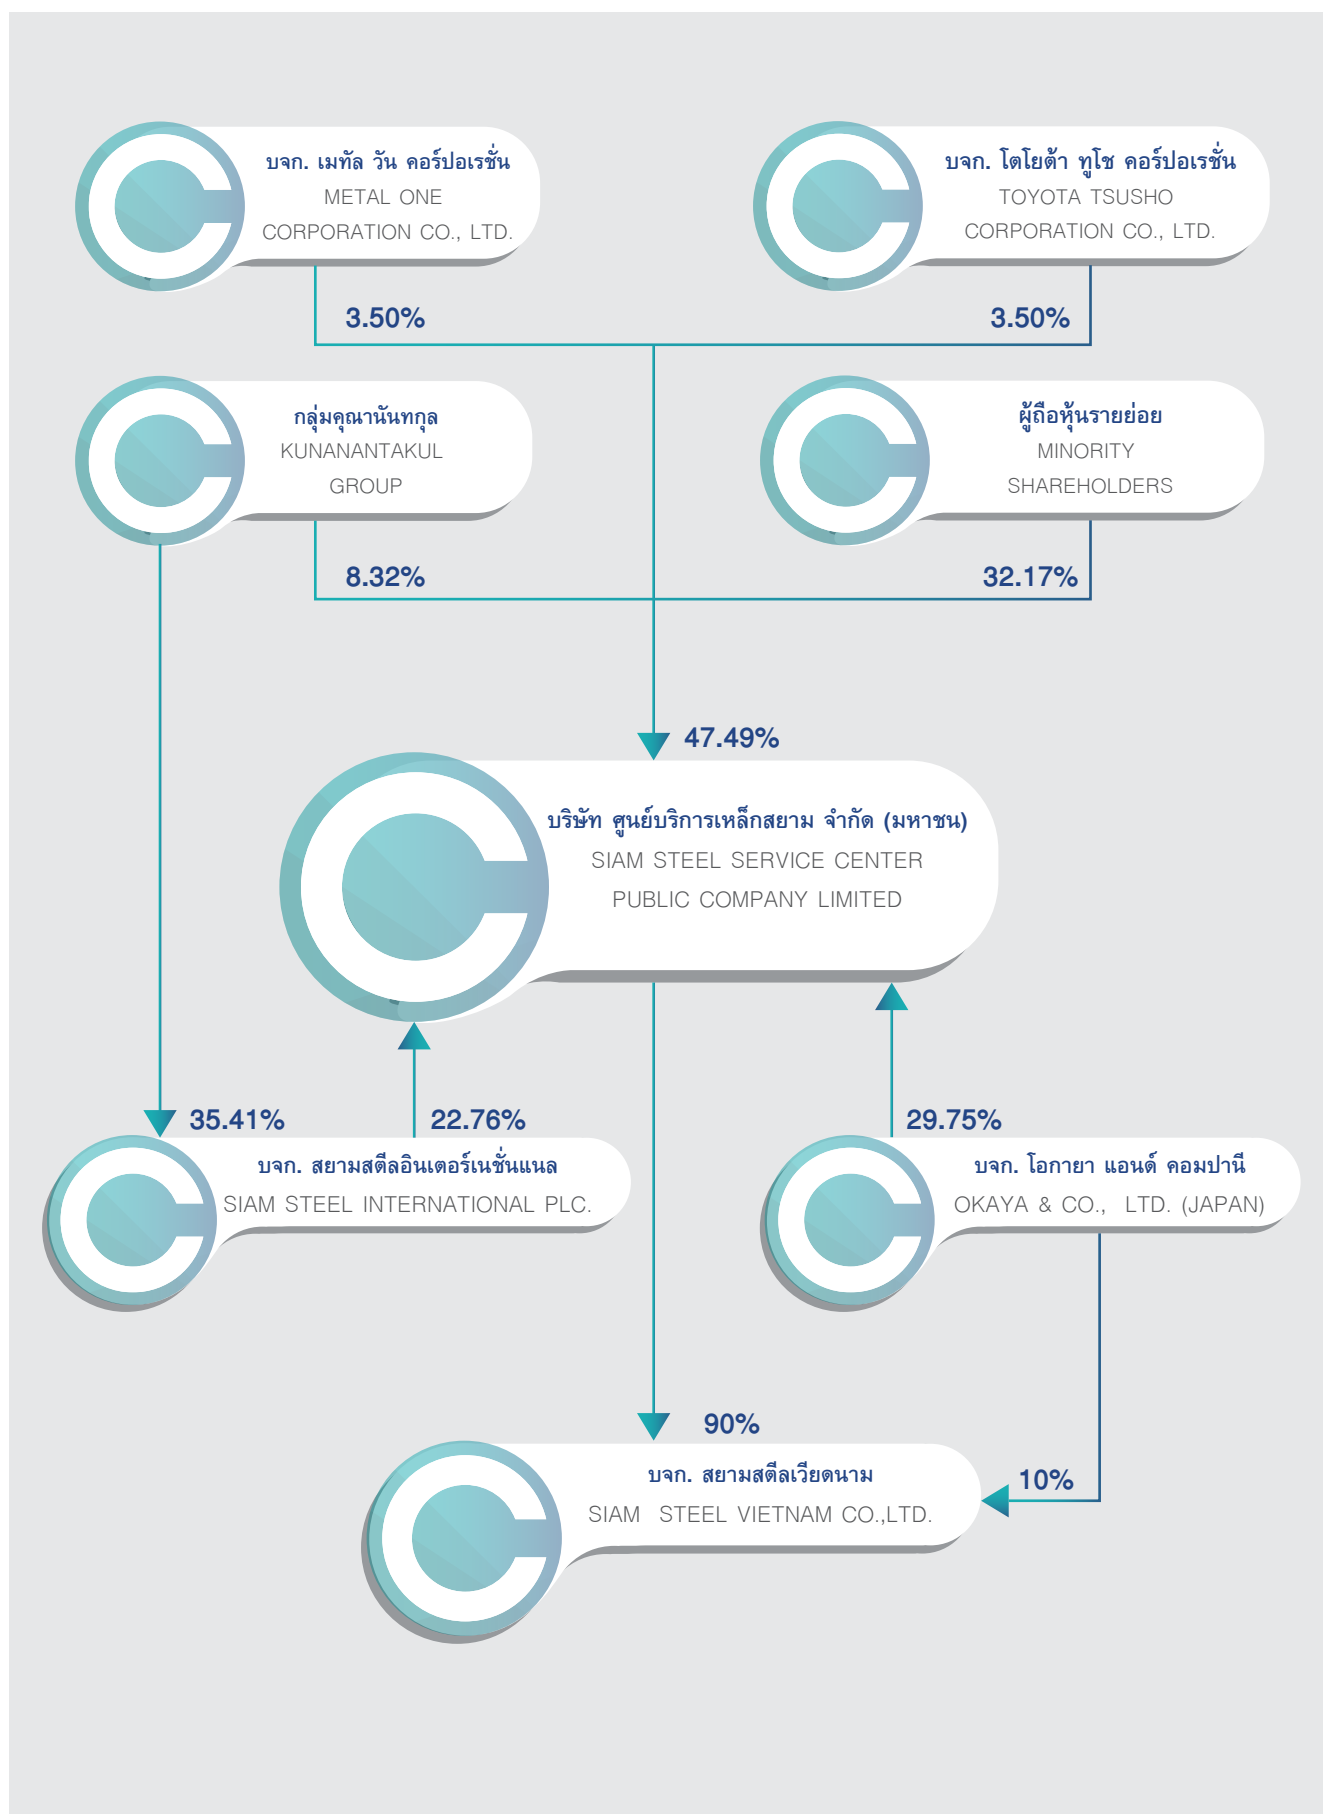 บจก. เมทัล วัน คอร์ปอเรชั่น
METAL ONE
CORPORATION CO., LTD.
3.50%
บจก. โตโยต้า ทูโช คอร์ปอเรชั่น
TOYOTA TSUSHO
CORPORATION CO., LTD.
3.50%
กลุ่มคุณานันทกุล
KUNANANTAKUL
GROUP
8.32%
ผู้ถือหุ้นรายย่อย
MINORITY
SHAREHOLDERS
32.17%
47.49%
บริษัท ศูนย์บริการเหล็กสยาม จำกัด (มหาชน)
SIAM STEEL SERVICE CENTER
PUBLIC COMPANY LIMITED
35.41%
22.76%
บจก. สยามสตีลอินเตอร์เนชั่นแนล
SIAM STEEL INTERNATIONAL PLC.
29.75%
บจก. โอกายา แอนด์ คอมปานี
OKAYA & CO., LTD. (JAPAN)
90%
บจก. สยามสตีลเวียดนาม
SIAM STEEL VIETNAM CO.,LTD.
10%